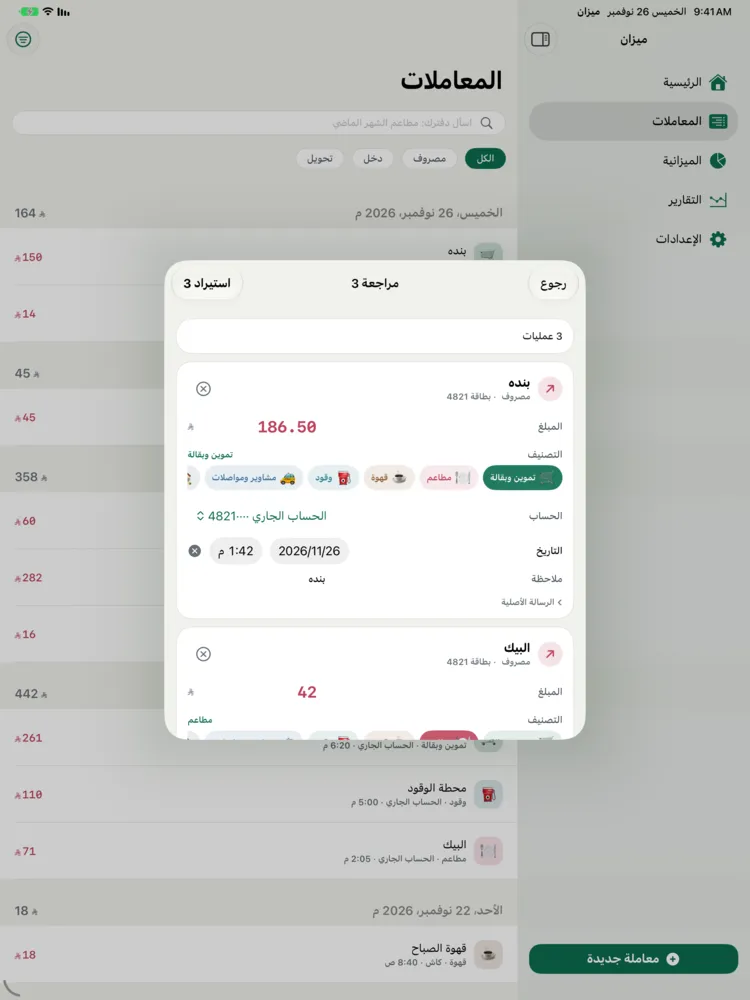 9:41 AM الخميس 26 نوفمبر ميزان
ميزان
الرئيسية
المعاملات
الميزانية
التقارير
الإعدادات
معاملة جديدة
المعاملات
اسأل دفترك: مطاعم الشهر الماضي
الكل
مصروف
دخل
تحويل
الخميس، 26 نوفمبر، 2026 م
164
بنده
150
14
45
45
358
60
282
16
442
رجوع
مراجعة 3
استيراد 3
3 عمليات
بنده
مصروف · بطاقة 4821
المبلغ
186.50
التصنيف
تموين وبقالة
تموين وبقالة
مطاعم
قهوة
وقود
مشاوير ومواصلات
الحساب
الحساب الجاري ····4821
التاريخ
2026/11/26
1:42 م
ملاحظة
بنده
الرسالة الأصلية
البيك
مصروف · بطاقة 4821
المبلغ
42
التصنيف
مطاعم
261
تموين وبقالة · الحساب الجاري · 6:20 م
محطة الوقود
وقود · الحساب الجاري · 5:00 م
110
البيك
مطاعم · الحساب الجاري · 2:05 م
71
الأحد، 22 نوفمبر، 2026 م
18
قهوة الصباح
قهوة · كاش · 8:40 ص
18